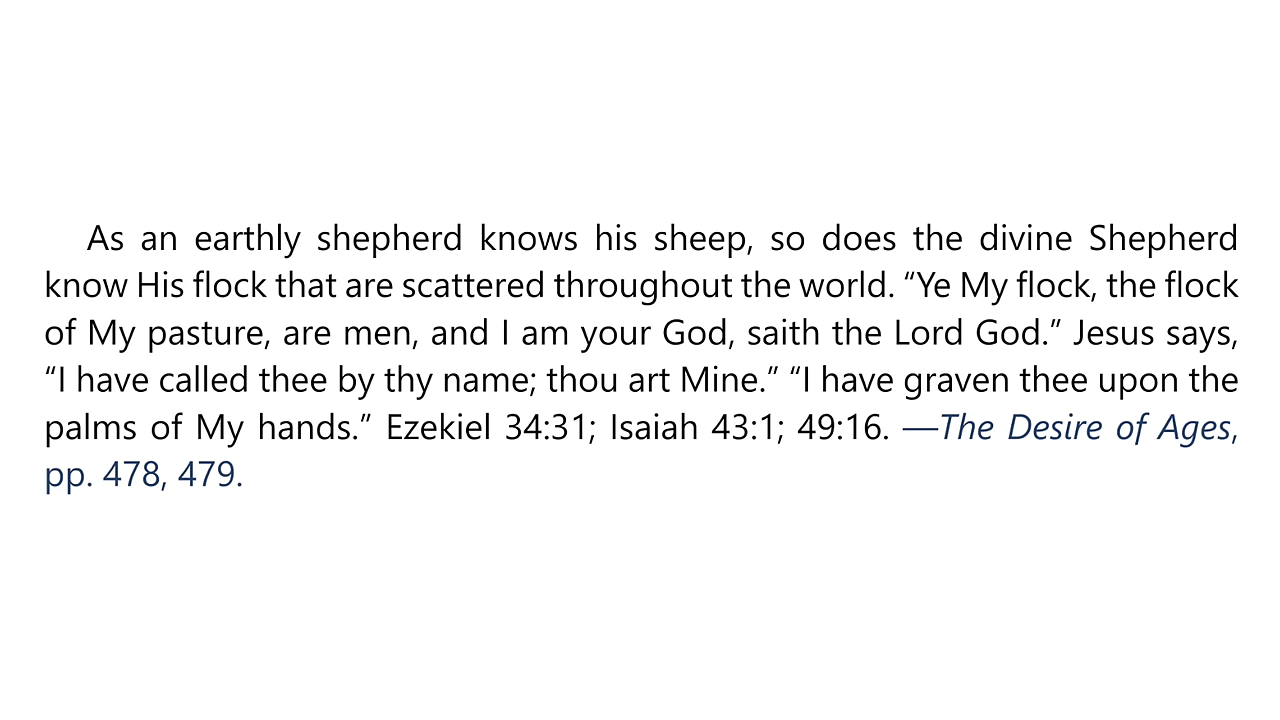 As an earthly shepherd knows his sheep, so does the divine Shepherd
know His flock that are scattered throughout the world. “Ye My flock, the flock
of My pasture, are men, and I am your God, saith the Lord God.” Jesus says,
“I have called thee by thy name; thou art Mine.” “I have graven thee upon the
palms of My hands.” Ezekiel 34:31; Isaiah 43:1; 49:16. —The Desire of Ages,
pp. 478, 479.